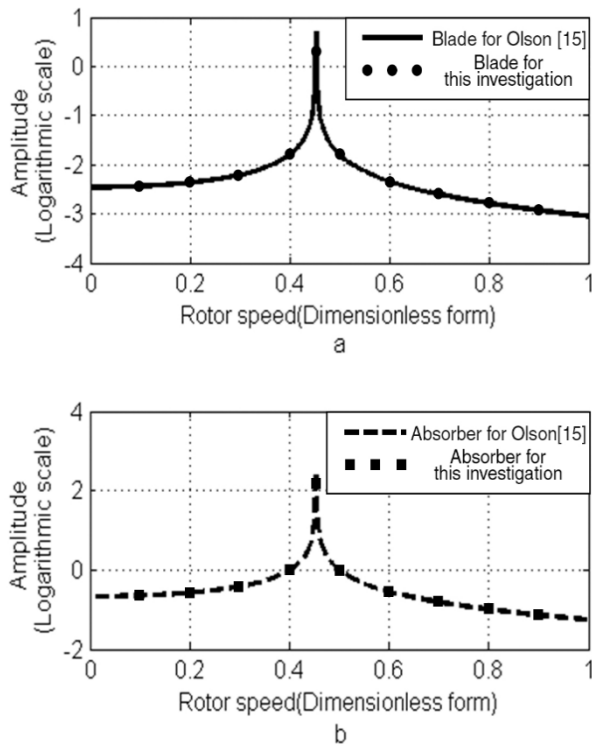 Blade for Olson [15]
Blade for
this investigation
0
-1
-2
-3
-4
Amplitude
(Logarithmic scale)
0
0.2
0.4
0.6
0.8
1
Rotor speed(Dimensionless form)
a
Absorber for Olson[15]
Absorber for
this investigation
4
2
0
-2
Amplitude
(Logarithmic scale)
0
0.2
0.4
0.6
0.8
1
Rotor speed(Dimensionless form)
b
1